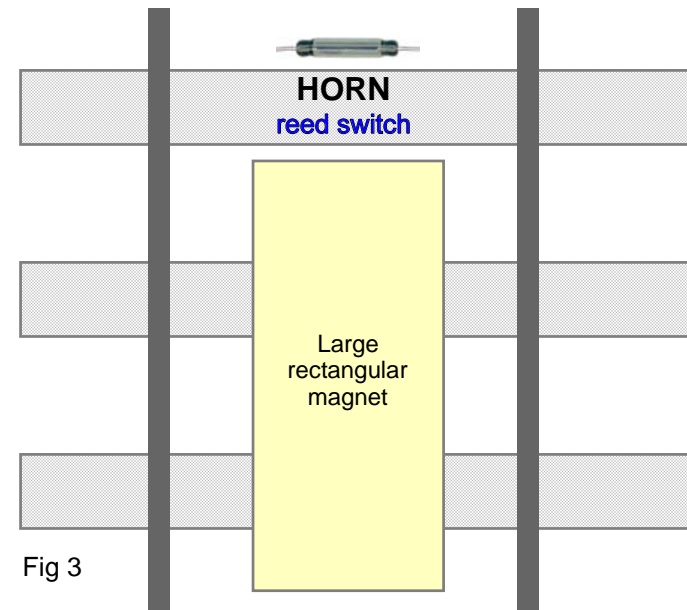 HORN
reed switch
Large
rectangular
magnet
Fig 3